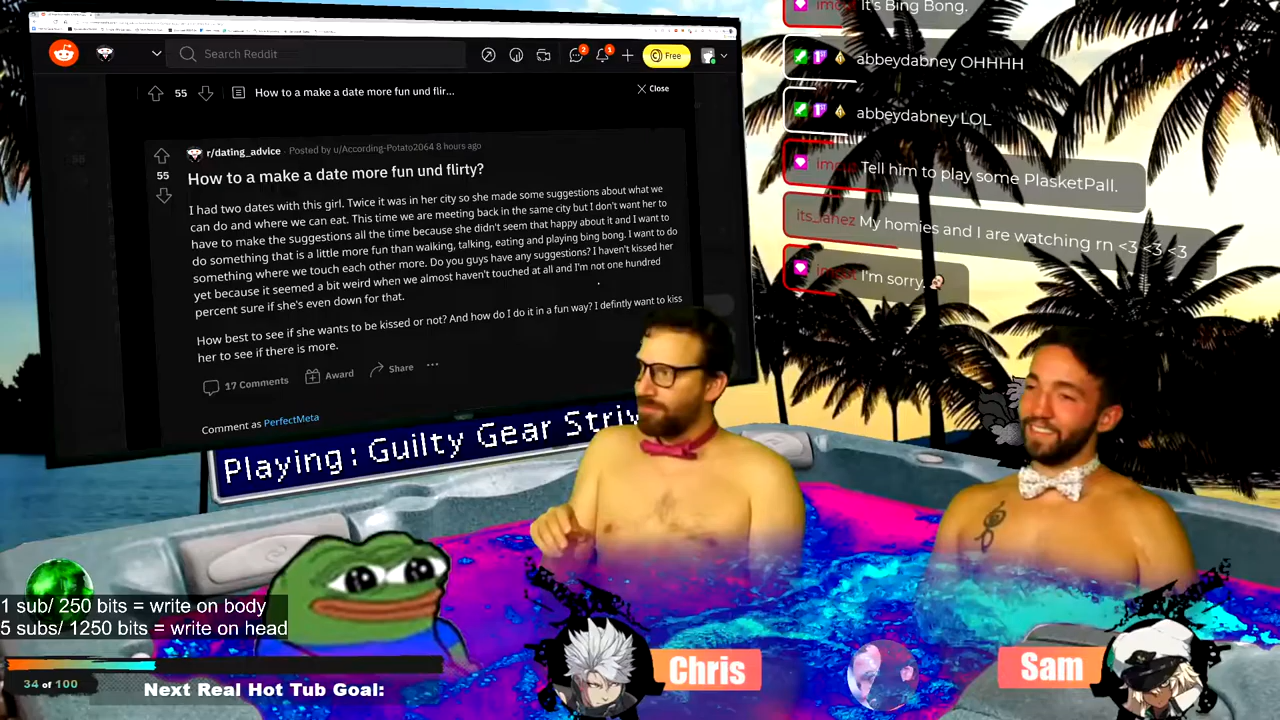 Search Reddit
2
1
Free
55
How to a make a date more fun und flir...
Close
r/dating_advice · Posted by u/According-Potato2064 8 hours ago
55
How to a make a date more fun und flirty?
I had two dates with this girl. Twice it was in her city so she made some suggestions about what we
can do and where we can eat. This time we are meeting back in the same city but I don't want her to
have to make the suggestions all the time because she didn't seem that happy about it and I want to
do something that is a little more fun than walking, talking, eating and playing bing bong. I want to do
something where we touch each other more. Do you guys have any suggestions? I haven't kissed her
yet because it seemed a bit weird when we almost haven't touched at all and I'm not one hundred
percent sure if she's even down for that.
How best to see if she wants to be kissed or not? And how do I do it in a fun way? I defintly want to kiss
her to see if there is more.
17 Comments
Award
Share
Comment as PerfectMeta
Playing: Guilty Gear Striv
It's Bing Bong.
abbeydabney OHHHH
abbeydabney LOL
Tell him to play some PlasketPall.
My homies and I are watching rn <3 <3 <3
I'm sorry.
1 sub/ 250 bits = write on body
5 subs/ 1250 bits = write on head
34 of 100
Next Real Hot Tub Goal:
Chris
Sam